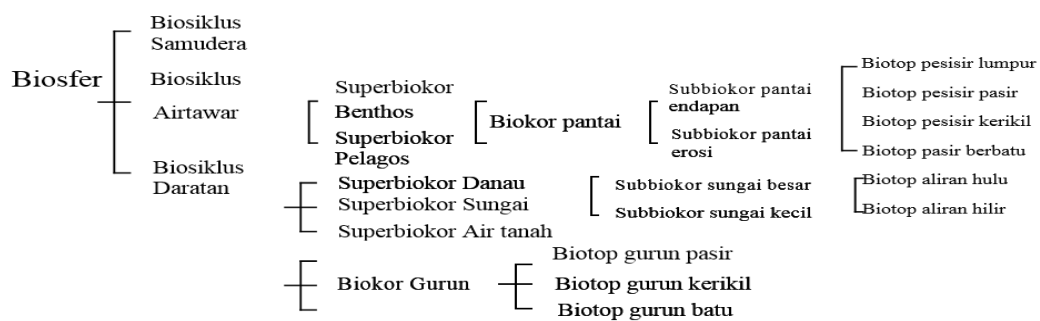 Biosfer
Biosiklus
Samudera
Biosiklus
Airtawar
Biosiklus
Daratan
Superbiokor
Benthos
Superbiokor
Pelagos
Biokor pantai
Subbiokor pantai
endapan
Subbiokor pantai
erosi
Biotop pesisir lumpur
Biotop pesisir pasir
Biotop pesisir kerikil
Biotop pasir berbatu
Superbiokor Danau
Superbiokor Sungai
Superbiokor Air tanah
Subbiokor sungai besar
Subbiokor sungai kecil
Biotop aliran hulu
Biotop aliran hilir
Biokor Gurun
Biotop gurun pasir
Biotop gurun kerikil
Biotop gurun batu